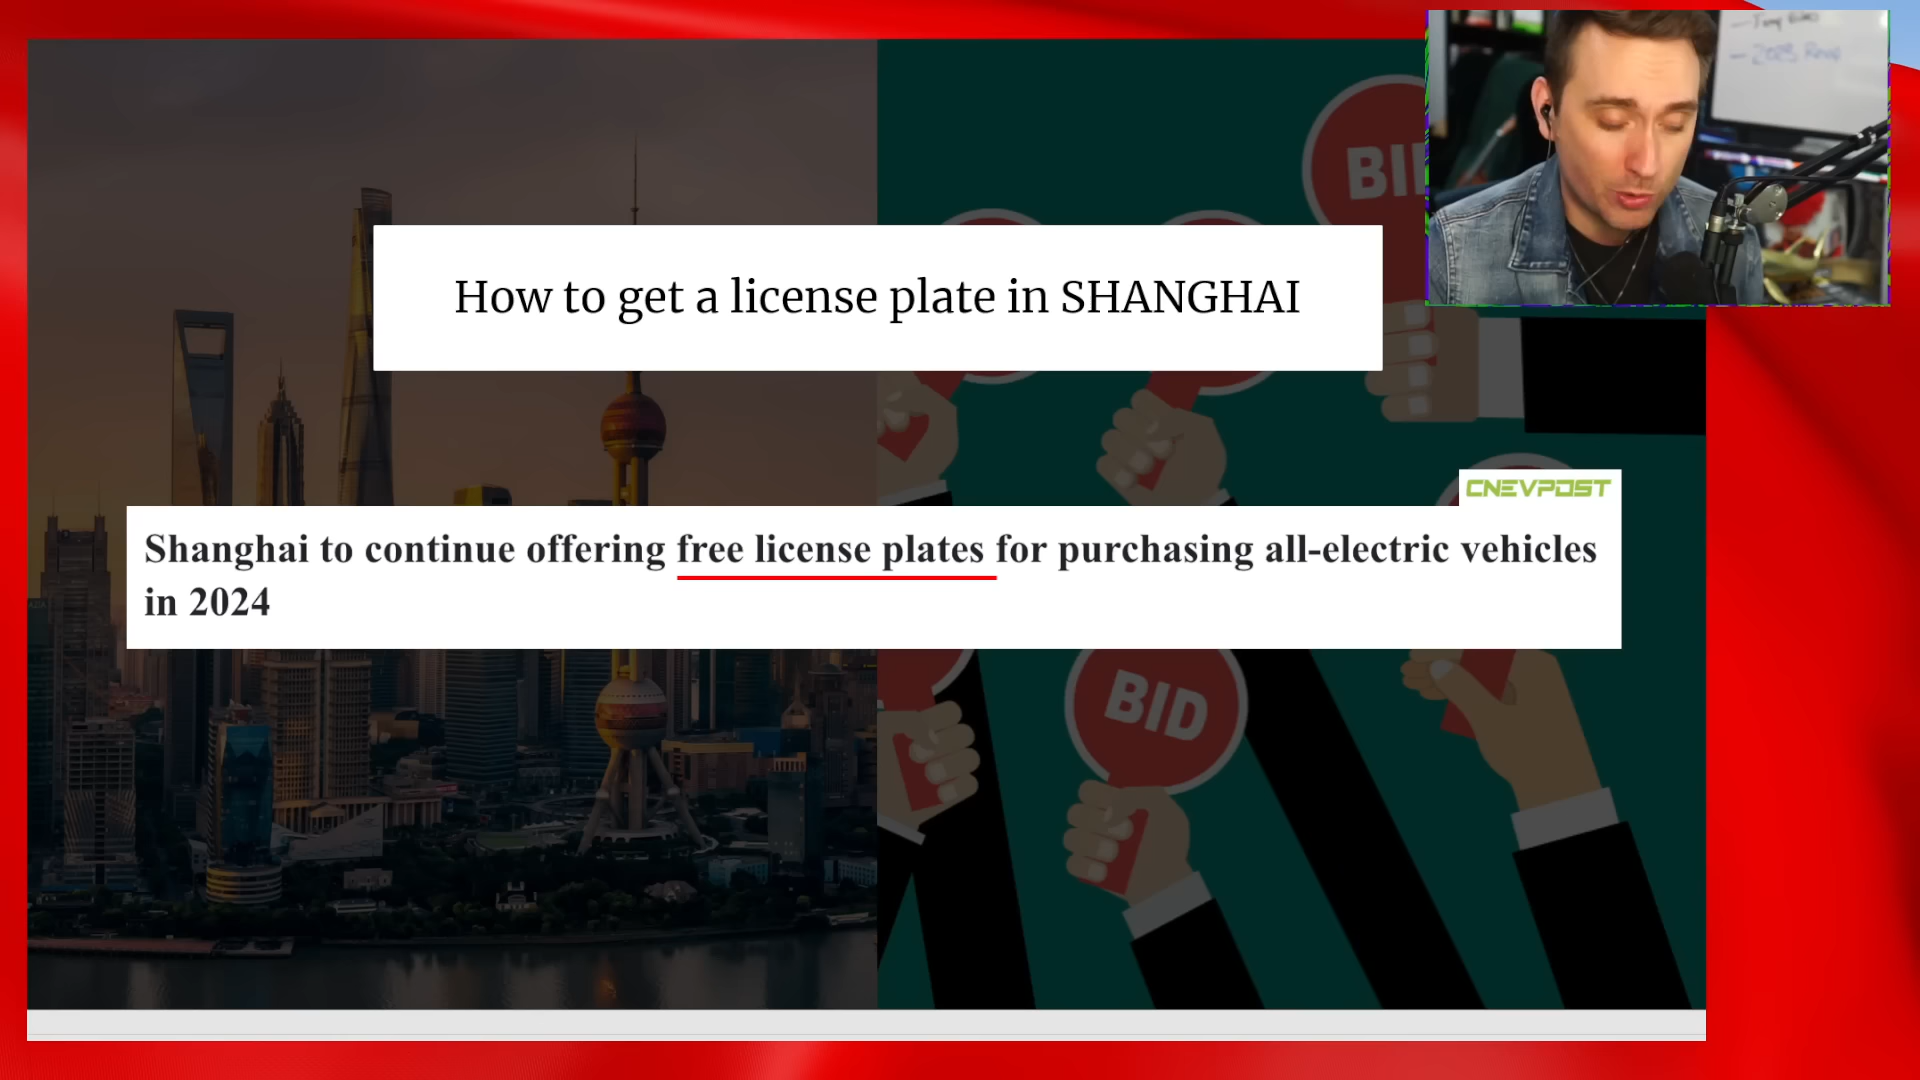 BI
How to get a license plate in SHANGHAI
CNEVPOST
Shanghai to continue offering free license plates for purchasing all-electric vehicles
in 2024
BID